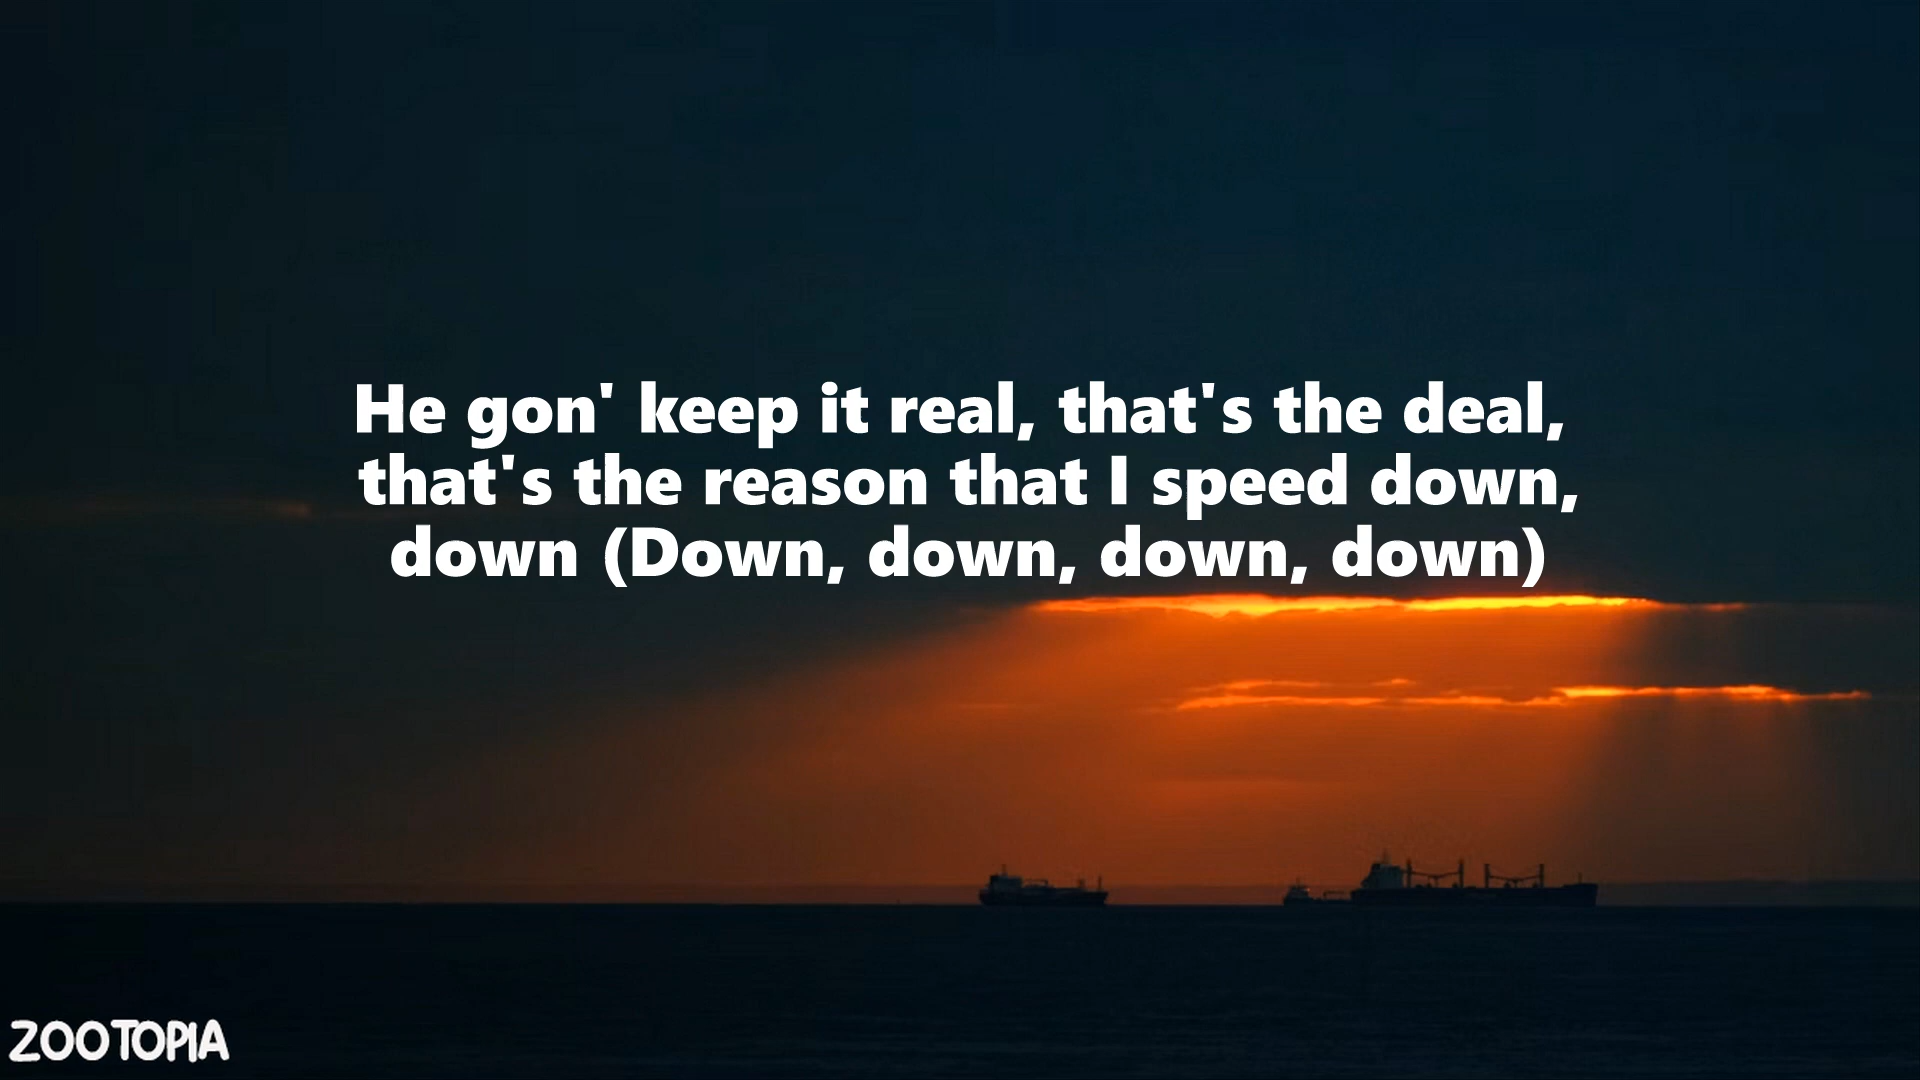 He gon' keep it real, that's the deal,
that's the reason that I speed down,
down (Down, down, down, down)
ZOOTOPIA